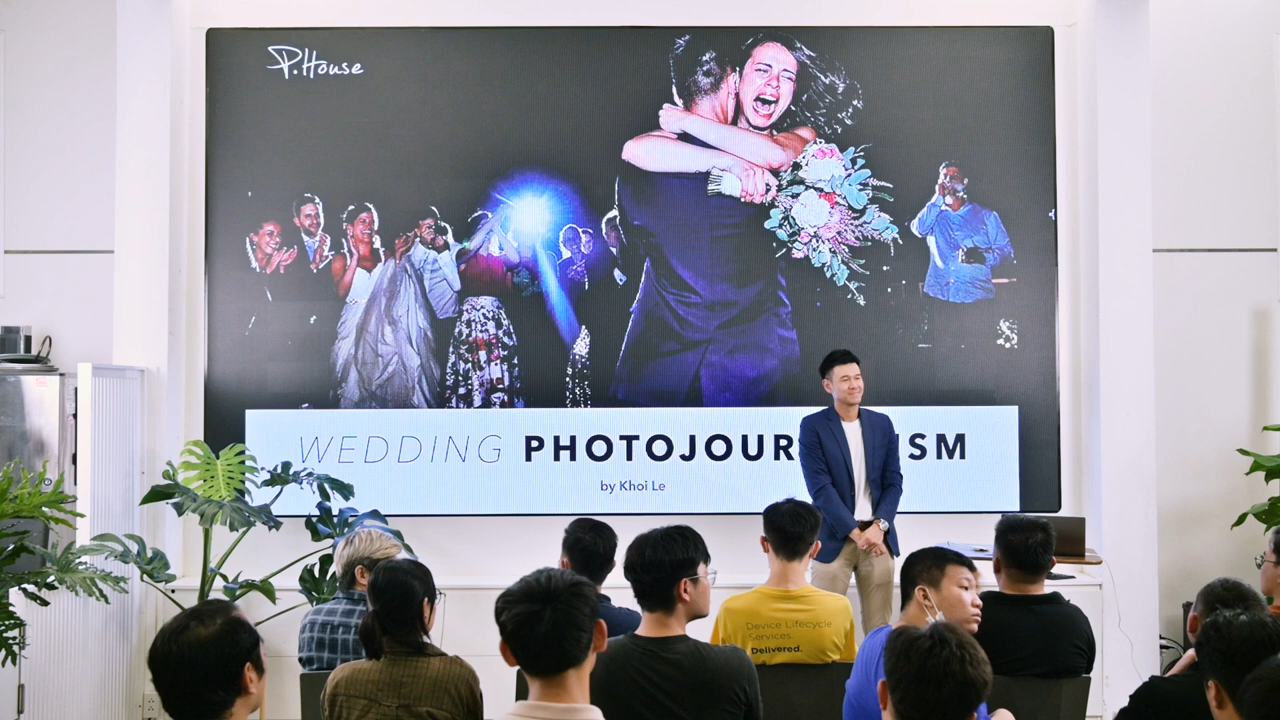 P.House
WEDDING PHOTOJOUR ISM
by Khoi Le
Device Lifecycle
Services.
Delivered.